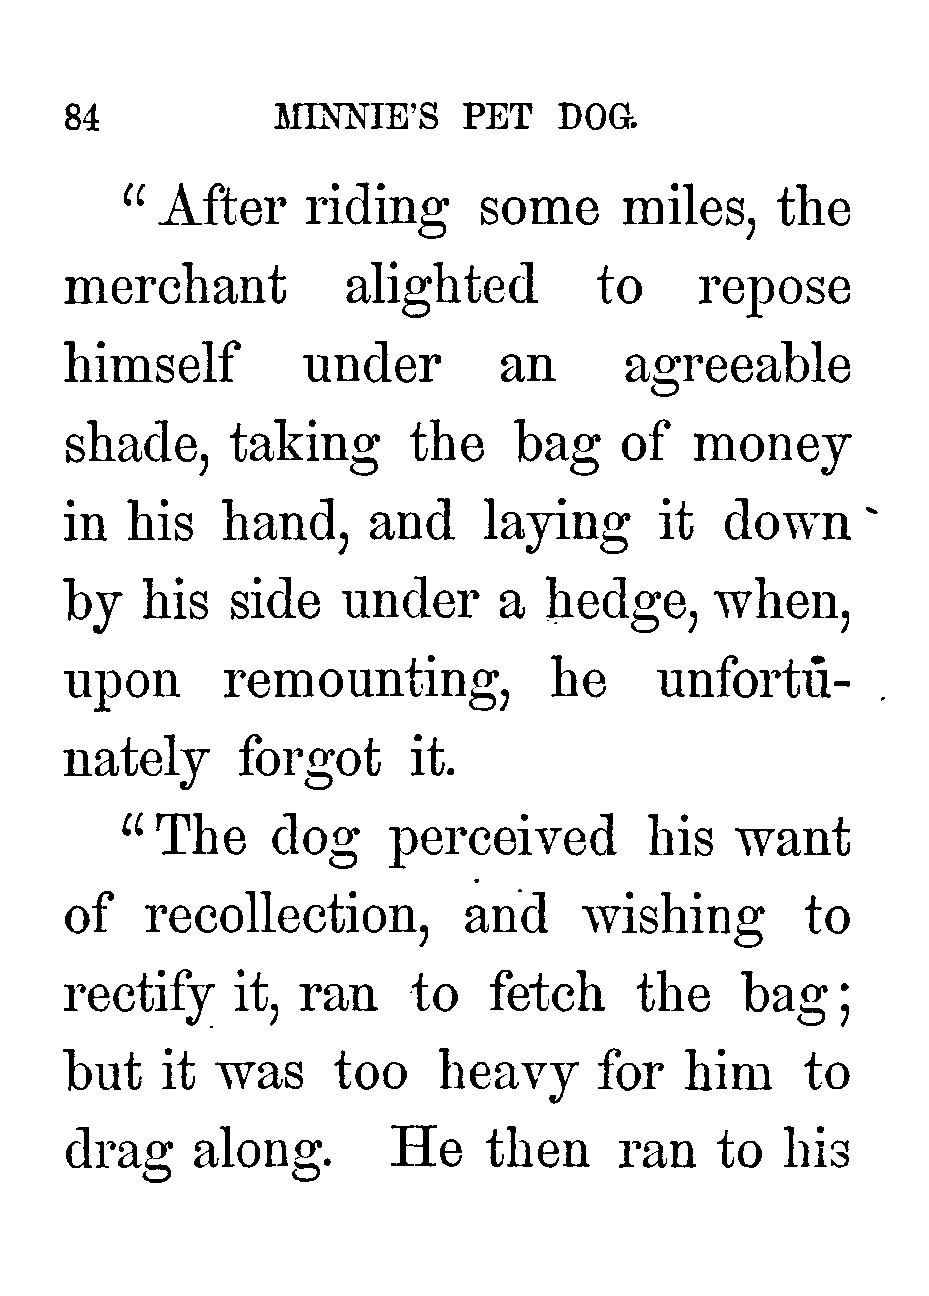 84 MINNIE'S PET DOG.
“After riding some miles, the
merchant alighted to repose
himself under an agreeable
shade, taking the bag of money
in his hand, and laying it down
by his side under a hedge, when,
upon remounting, he unfortu-
nately forgot it.
“The dog perceived his want
of recollection, and wishing to
rectify it, ran to fetch the bag;
but it was too heavy for him to
drag along. He then ran to his